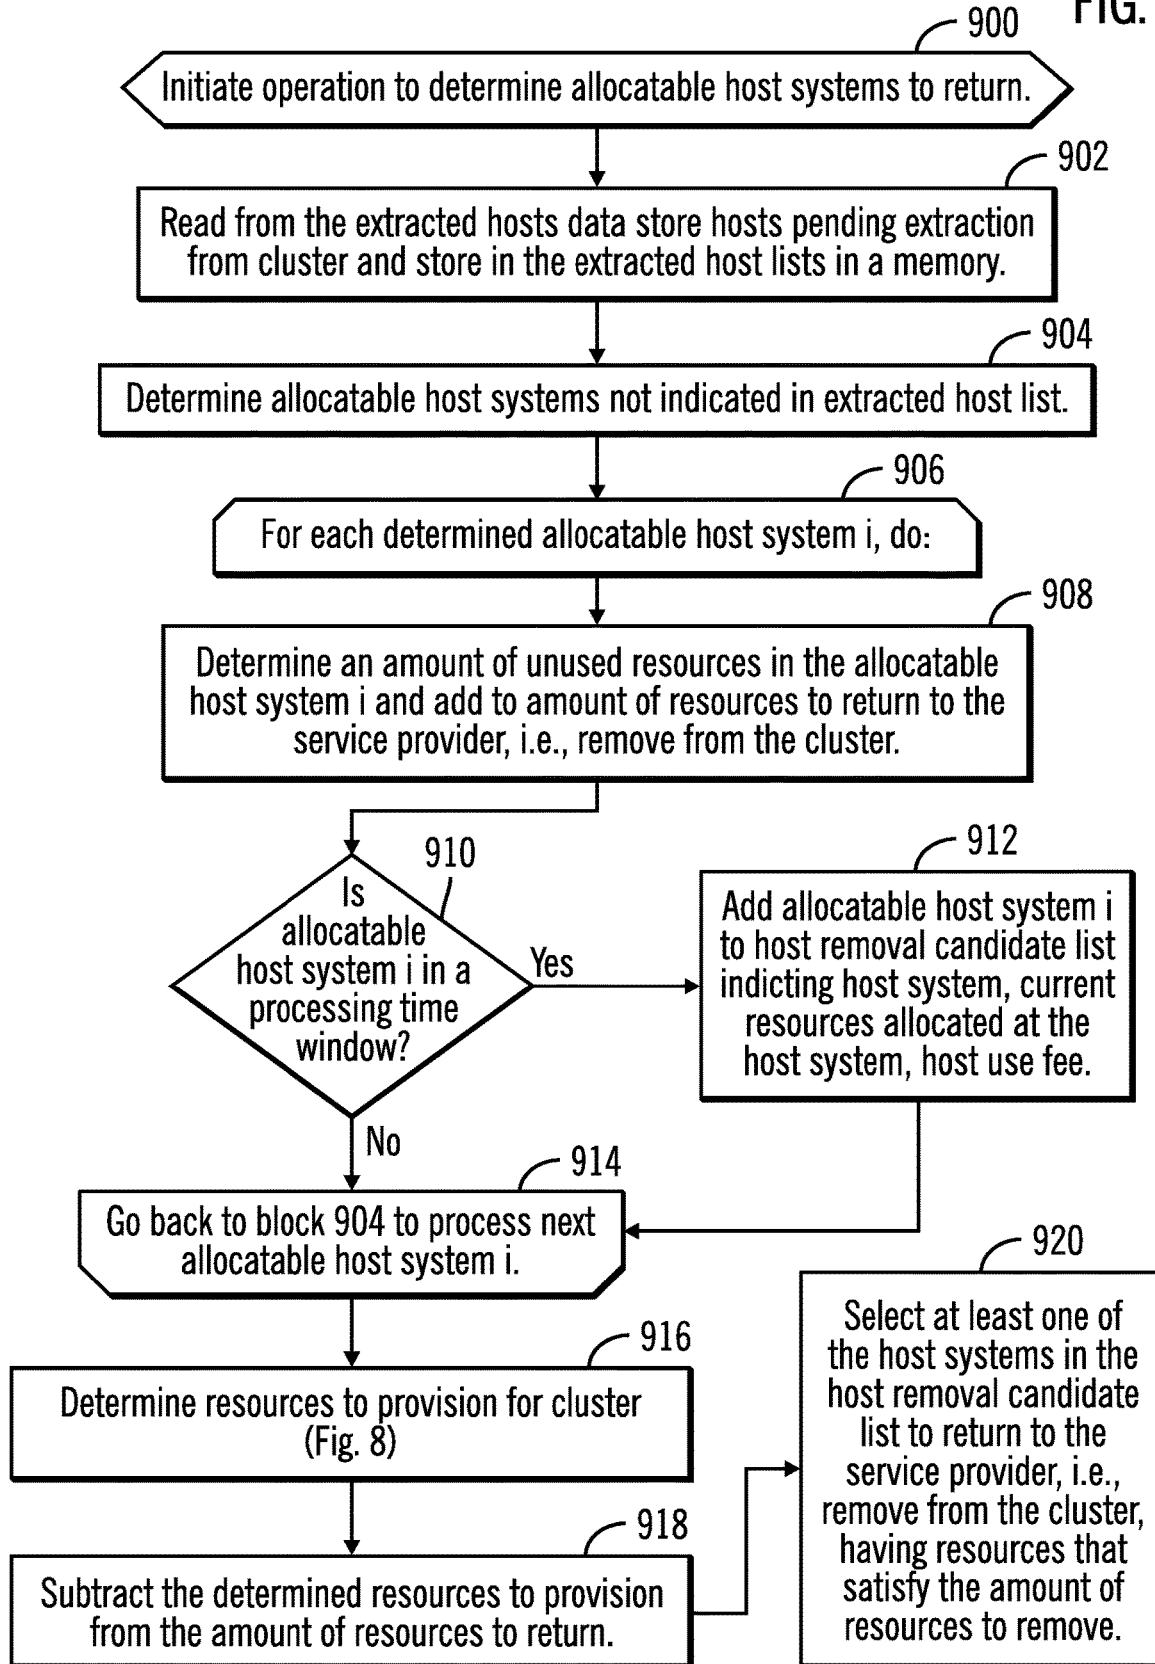 FIG.
900
Initiate operation to determine allocatable host systems to return.
902
Read from the extracted hosts data store hosts pending extraction
from cluster and store in the extracted host lists in a memory.
904
Determine allocatable host systems not indicated in extracted host list.
906
For each determined allocatable host system i, do:
908
Determine an amount of unused resources in the allocatable
host system i and add to amount of resources to return to the
service provider, i.e., remove from the cluster.
910
Is
allocatable
host system i in a
processing time
window?
Yes
912
Add allocatable host system i
to host removal candidate list
indicting host system, current
resources allocated at the
host system, host use fee.
No
914
Go back to block 904 to process next
allocatable host system i.
916
Determine resources to provision for cluster
(Fig. 8)
918
Subtract the determined resources to provision
from the amount of resources to return.
920
Select at least one of
the host systems in the
host removal candidate
list to return to the
service provider, i.e.,
remove from the cluster,
having resources that
satisfy the amount of
resources to remove.